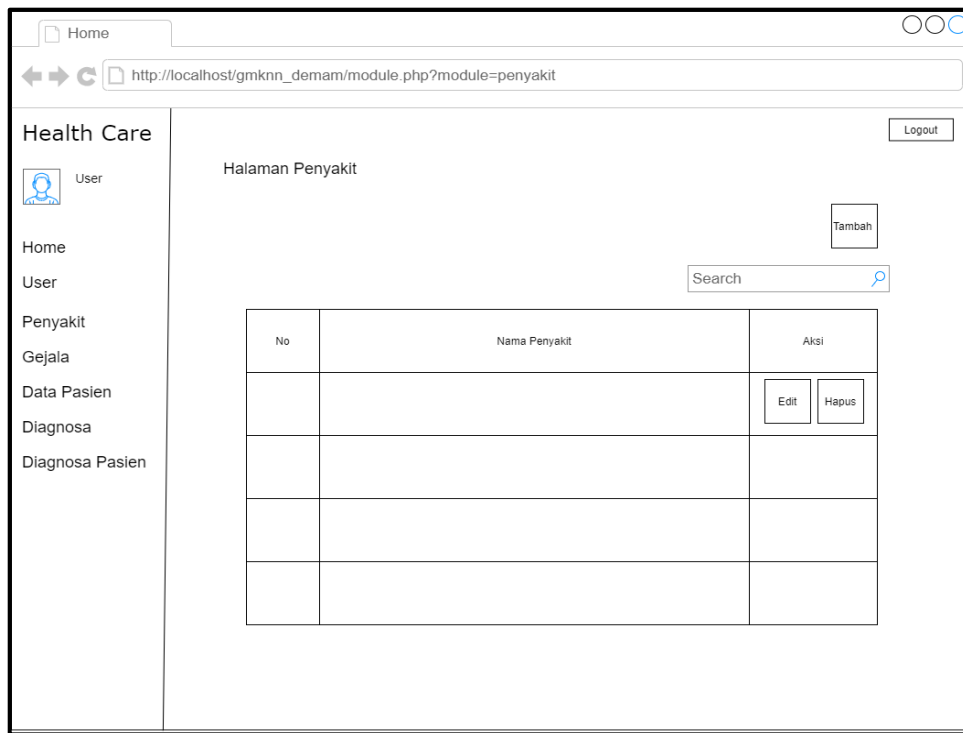 Home
http://localhost/gmknn_demam/module.php?module=penyakit
Health Care
Logout
User
Halaman Penyakit
Tambah
Home
User
Search
Penyakit
Gejala
Data Pasien
Diagnosa
Diagnosa Pasien
No Nama Penyakit Aksi
Edit Hapus